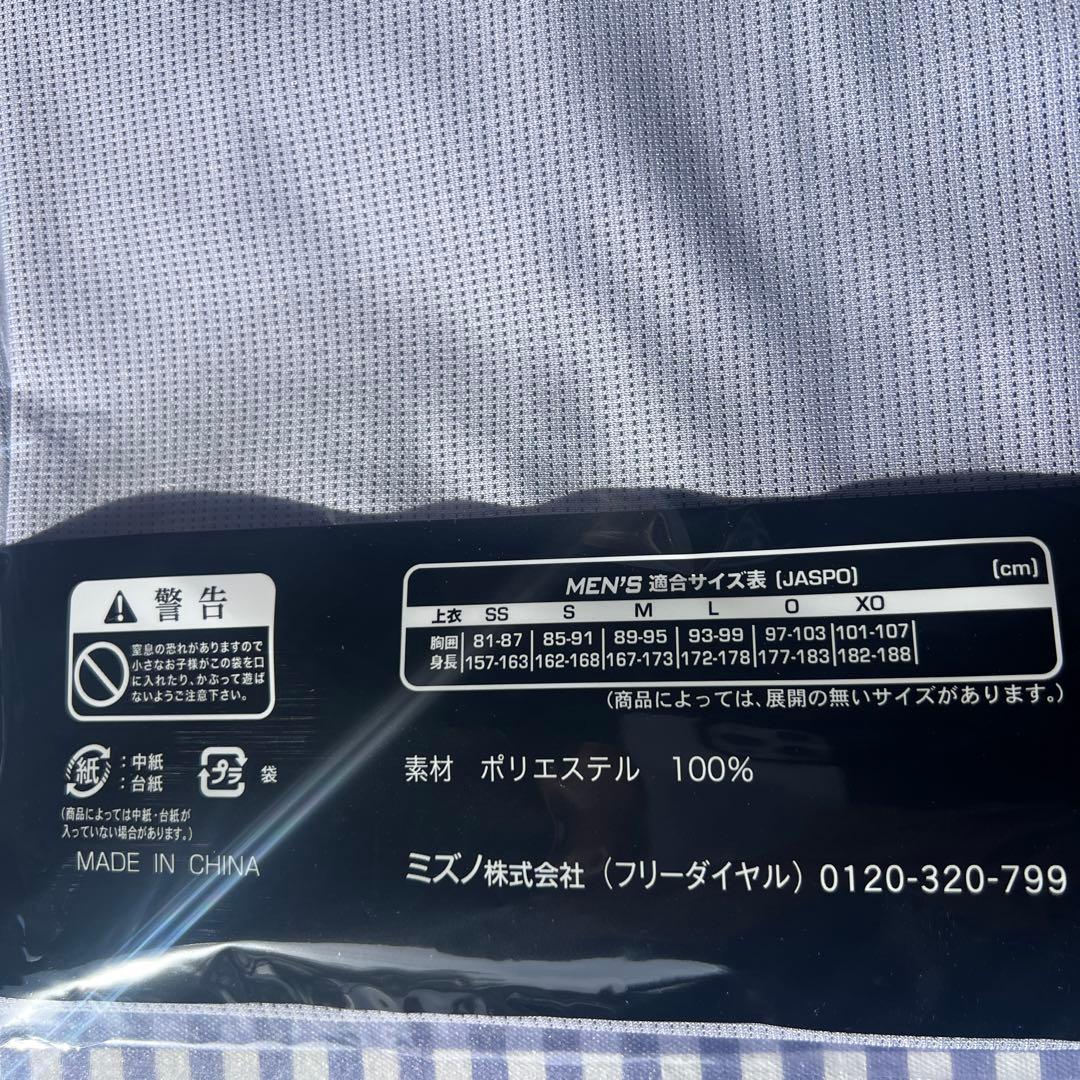 警告
窒息の恐れがありますので
小さなお子様がこの袋を口
に入れたり、かぶって遊ば
ないようご注意下さい。
紙:中紙
:台紙
プラ 袋
(商品によっては中紙・台紙が
入っていない場合があります。)
MADE IN CHINA
MEN'S 適合サイズ表 [JASPO] [cm]
上衣 SS S M L O XO
胸囲 81-87 85-91 89-95 93-99 97-103 101-107
身長 157-163 162-168 167-173 172-178 177-183 182-188
(商品によっては、展開の無いサイズがあります。)
素材 ポリエステル 100%
ミズノ株式会社 (フリーダイヤル) 0120-320-799